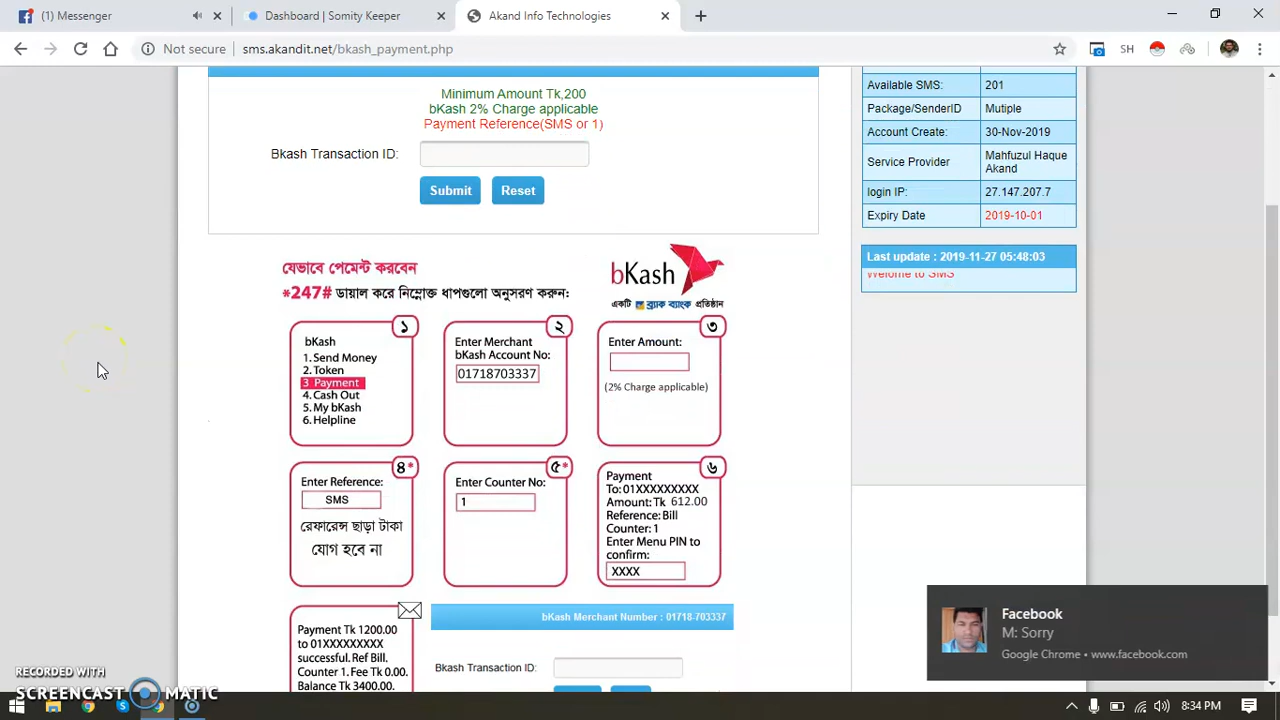 (1) Messenger
Dashboard | Somity Keeper
Akand Info Technologies
Not secure
sms.akandit.net/bkash_payment.php
SH
Minimum Amount Tk,200
bKash 2% Charge applicable
Payment Reference(SMS or 1)
Bkash Transaction ID:
Submit
Reset
Available SMS: 201
Package/SenderID Mutiple
Account Create: 30-Nov-2019
Service Provider Mahfuzul Haque
Akand
login IP: 27.147.207.7
Expiry Date 2019-10-01
Last update : 2019-11-27 05:48:03
Welome to SMS
যেভাবে পেমেন্ট করবেন
*247# ডায়াল করে নিম্নোক্ত ধাপগুলো অনুসরণ করুন:
bKash
একটি ব্র্যাক ব্যাংক প্রতিষ্ঠান
১
bKash
1. Send Money
2. Token
3 Payment
4. Cash Out
5. My bKash
6. Helpline
২
Enter Merchant
bKash Account No:
01718703337
৩
Enter Amount:
(2% Charge applicable)
৪*
Enter Reference:
SMS
রেফারেন্স ছাড়া টাকা
যোগ হবে না
৫*
Enter Counter No:
1
৬
Payment
To: 01XXXXXXXXX
Amount: Tk 612.00
Reference: Bill
Counter: 1
Enter Menu PIN to
confirm:
XXXX
Payment Tk 1200.00
to 01XXXXXXXXX
successful. Ref Bill.
Counter 1. Fee Tk 0.00.
Balance Tk 3400.00.
bKash Merchant Number : 01718-703337
Bkash Transaction ID:
Facebook
M: Sorry
Google Chrome • www.facebook.com
RECORDED WITH
SCREENCAST MATIC
8:34 PM